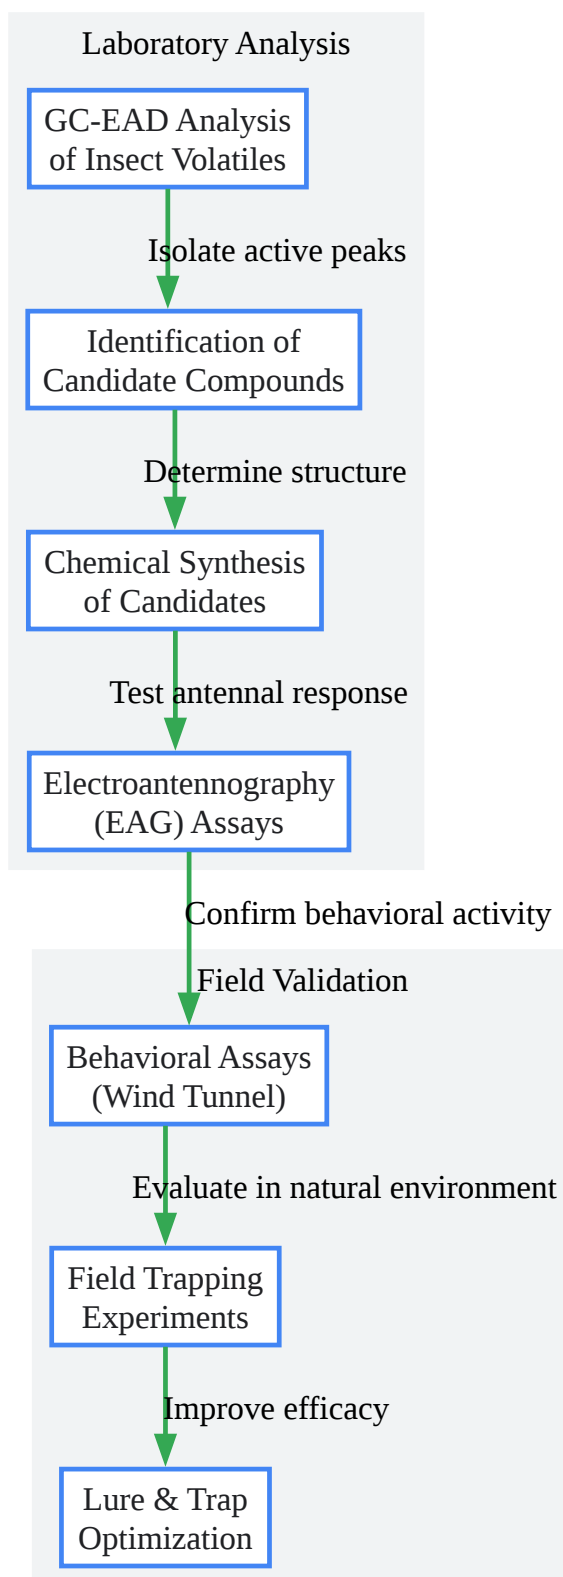 Laboratory Analysis
GC-EAD Analysis
of Insect Volatiles
Isolate active peaks
Identification of
Candidate Compounds
Determine structure
Chemical Synthesis
of Candidates
Test antennal response
Electroantennography
(EAG) Assays
Confirm behavioral activity
Field Validation
Behavioral Assays
(Wind Tunnel)
Evaluate in natural environment
Field Trapping
Experiments
Improve efficacy
Lure & Trap
Optimization